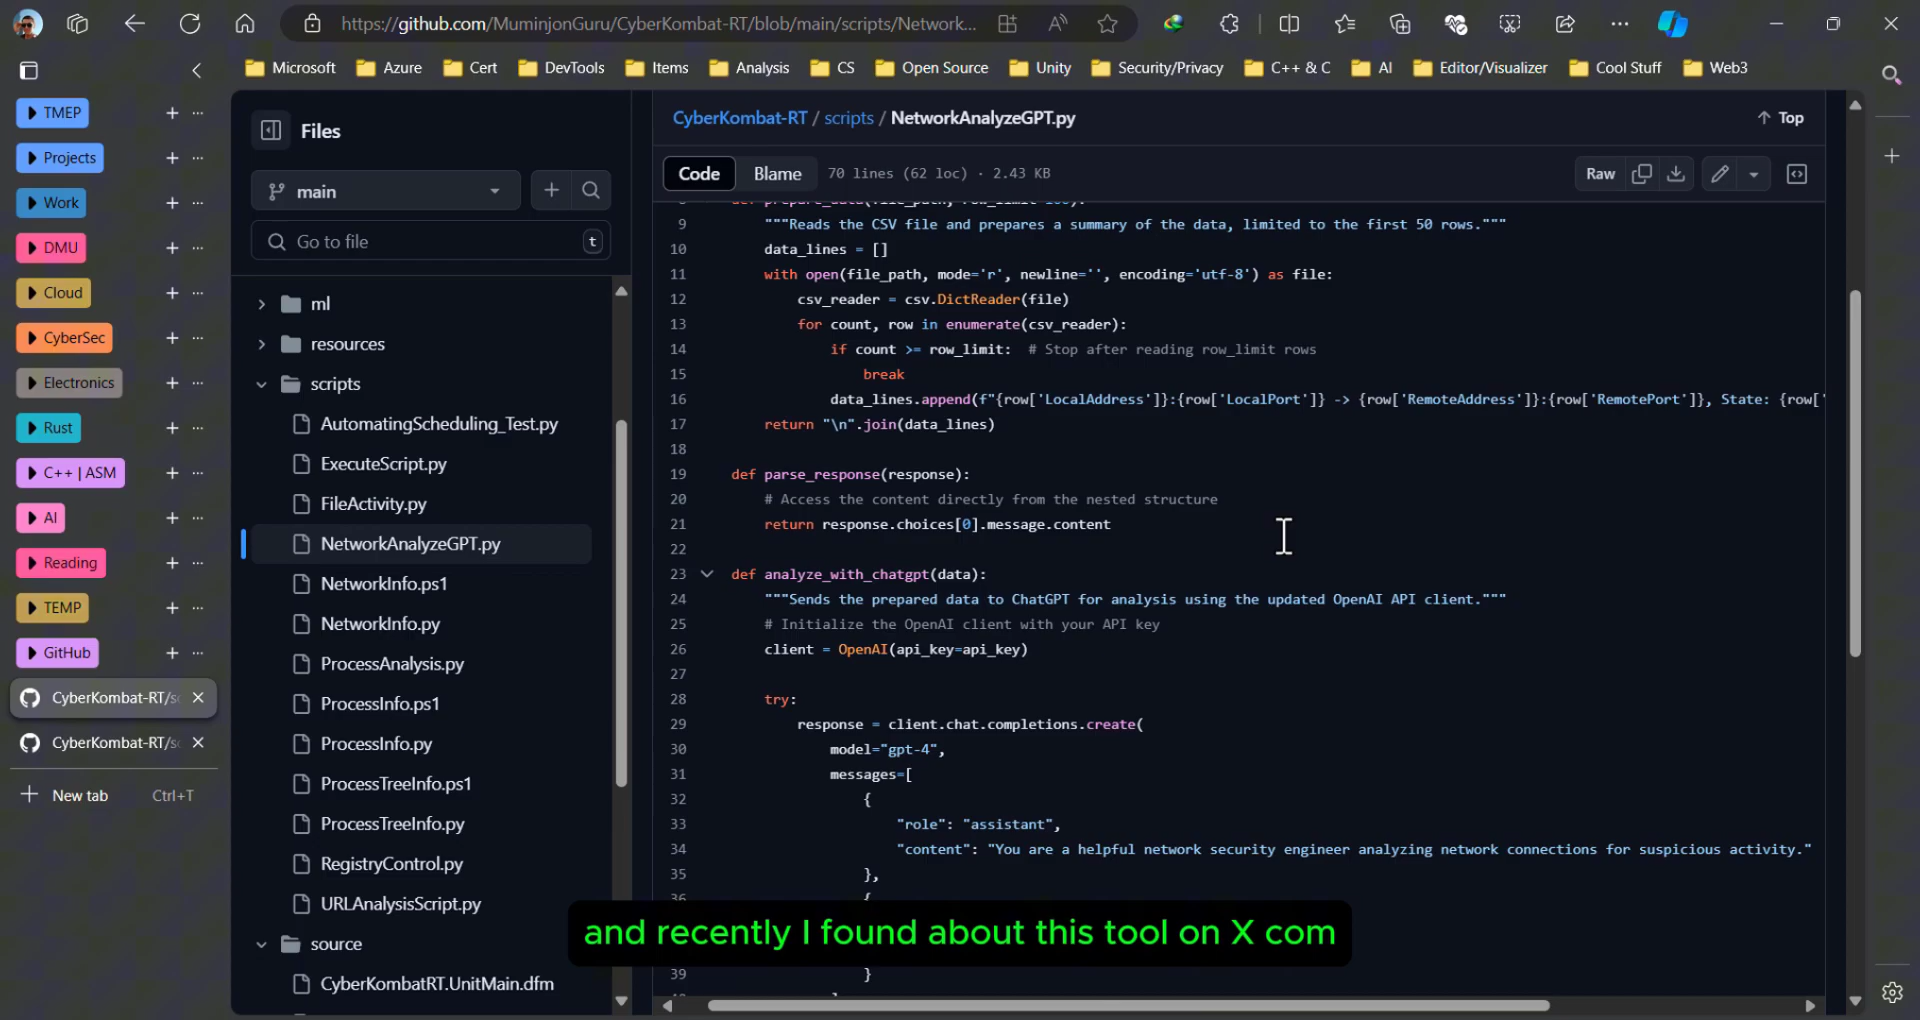 https://github.com/MuminjonGuru/CyberKombat-RT/blob/main/scripts/Network...
Microsoft
Azure
Cert
DevTools
Items
Analysis
CS
Open Source
Unity
Security/Privacy
C++ & C
AI
Editor/Visualizer
Cool Stuff
Web3
TMEP
Projects
Work
DMU
Cloud
CyberSec
Electronics
Rust
C++ | ASM
AI
Reading
TEMP
GitHub
CyberKombat-RT/sc
CyberKombat-RT/sc
New tab Ctrl+T
Files
main
Go to file t
ml
resources
scripts
AutomatingScheduling_Test.py
ExecuteScript.py
FileActivity.py
NetworkAnalyzeGPT.py
NetworkInfo.ps1
NetworkInfo.py
ProcessAnalysis.py
ProcessInfo.ps1
ProcessInfo.py
ProcessTreeInfo.ps1
ProcessTreeInfo.py
RegistryControl.py
URLAnalysisScript.py
source
CyberKombatRT.UnitMain.dfm
CyberKombat-RT / scripts / NetworkAnalyzeGPT.py
Top
Code Blame 70 lines (62 loc) · 2.43 KB
Raw
9 """Reads the CSV file and prepares a summary of the data, limited to the first 50 rows."""
10 data_lines = []
11 with open(file_path, mode='r', newline='', encoding='utf-8') as file:
12 csv_reader = csv.DictReader(file)
13 for count, row in enumerate(csv_reader):
14 if count >= row_limit: # Stop after reading row_limit rows
15 break
16 data_lines.append(f"{row['LocalAddress']}:{row['LocalPort']} -> {row['RemoteAddress']}:{row['RemotePort']}, State: {row['
17 return "\n".join(data_lines)
18
19 def parse_response(response):
20 # Access the content directly from the nested structure
21 return response.choices[0].message.content
22
23 def analyze_with_chatgpt(data):
24 """Sends the prepared data to ChatGPT for analysis using the updated OpenAI API client."""
25 # Initialize the OpenAI client with your API key
26 client = OpenAI(api_key=api_key)
27
28 try:
29 response = client.chat.completions.create(
30 model="gpt-4",
31 messages=[
32 {
33 "role": "assistant",
34 "content": "You are a helpful network security engineer analyzing network connections for suspicious activity."
35 },
36 {
and recently I found about this tool on X com
39 }